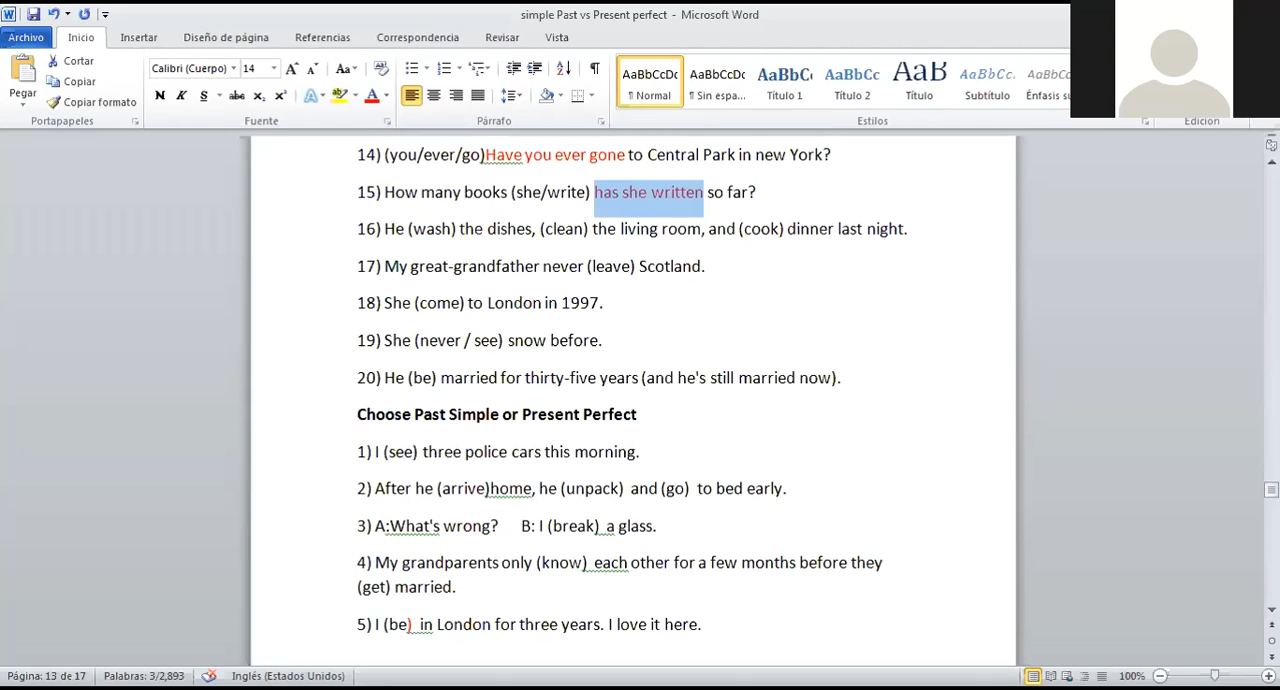 simple Past vs Present perfect - Microsoft Word
Archivo Inicio Insertar Diseño de página Referencias Correspondencia Revisar Vista
Pegar Cortar Copiar Copiar formato
Calibri (Cuerpo) 14 Aa
N K S abc x₂ x² A A
AaBbCcDc AaBbCcDc AaBbCc AaBbCc AaB AaBbCc. AaBbCcDc
¶ Normal ¶ Sin espa... Título 1 Título 2 Título Subtítulo Énfasis su
Portapapeles Fuente Párrafo Estilos Edición
14) (you/ever/go)Have you ever gone to Central Park in new York?
15) How many books (she/write) has she written so far?
16) He (wash) the dishes, (clean) the living room, and (cook) dinner last night.
17) My great-grandfather never (leave) Scotland.
18) She (come) to London in 1997.
19) She (never / see) snow before.
20) He (be) married for thirty-five years (and he's still married now).
Choose Past Simple or Present Perfect
1) I (see) three police cars this morning.
2) After he (arrive)home, he (unpack) and (go) to bed early.
3) A:What's wrong? B: I (break) a glass.
4) My grandparents only (know) each other for a few months before they
(get) married.
5) I (be) in London for three years. I love it here.
Página: 13 de 17 Palabras: 3/2,893 Inglés (Estados Unidos) 100%